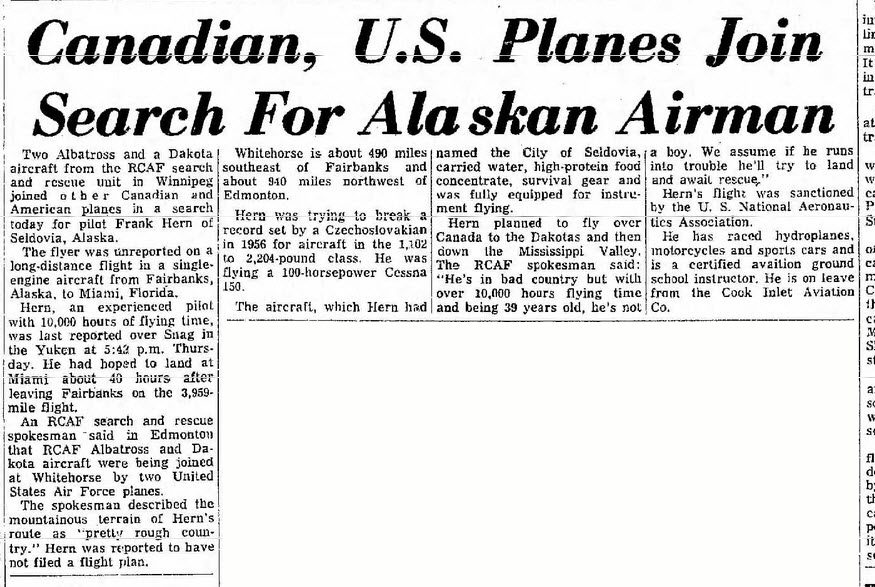 Canadian, U.S. Planes Join
Search For Alaskan Airman
Two Albatross and a Dakota
aircraft from the RCAF search
and rescue unit in Winnipeg
joined other Canadian and
American planes in a search
today for pilot Frank Hern of
Seldovia, Alaska.
The flyer was unreported on a
long-distance flight in a single-
engine aircraft from Fairbanks,
Alaska, to Miami, Florida.
Hern, an experienced pilot
with 10,000 hours of flying time,
was last reported over Snag in
the Yuken at 5:42 p.m. Thurs-
day. He had hoped to land at
Miami about 40 hours after
leaving Fairbanks on the 3,959-
mile flight.
An RCAF search and rescue
spokesman said in Edmonton
that RCAF Albatross and Da-
kota aircraft were being joined
at Whitehorse by two United
States Air Force planes.
The spokesman described the
mountainous terrain of Hern's
route as "pretty rough coun-
try." Hern was reported to have
not filed a flight plan.
Whitehorse is about 490 miles
southeast of Fairbanks and
about 940 miles northwest of
Edmonton.
Hern was trying to break a
record set by a Czechoslovakian
in 1956 for aircraft in the 1,102
to 2,204-pound class. He was
flying a 100-horsepower Cessna
150.
The aircraft, which Hern had
named the City of Seldovia,
carried water, high-protein food
concentrate, survival gear and
was fully equipped for instru-
ment flying.
Hern planned to fly over
Canada to the Dakotas and then
down the Mississippi Valley.
The RCAF spokesman said:
"He's in bad country but with
over 10,000 hours flying time
and being 39 years old, he's not
a boy. We assume if he runs
into trouble he'll try to land
and await rescue."
Hern's flight was sanctioned
by the U. S. National Aeronau-
tics Association.
He has raced hydroplanes,
motorcycles and sports cars and
is a certified avaition ground
school instructor. He is on leave
from the Cook Inlet Aviation
Co.